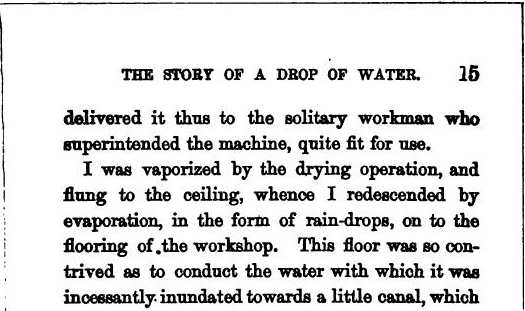 THE STORY OF A DROP OF WATER. 15
delivered it thus to the solitary workman who
superintended the machine, quite fit for use.
I was vaporized by the drying operation, and
flung to the ceiling, whence I redescended by
evaporation, in the form of rain-drops, on to the
flooring of the workshop. This floor was so con-
trived as to conduct the water with which it was
incessantly inundated towards a little canal, which